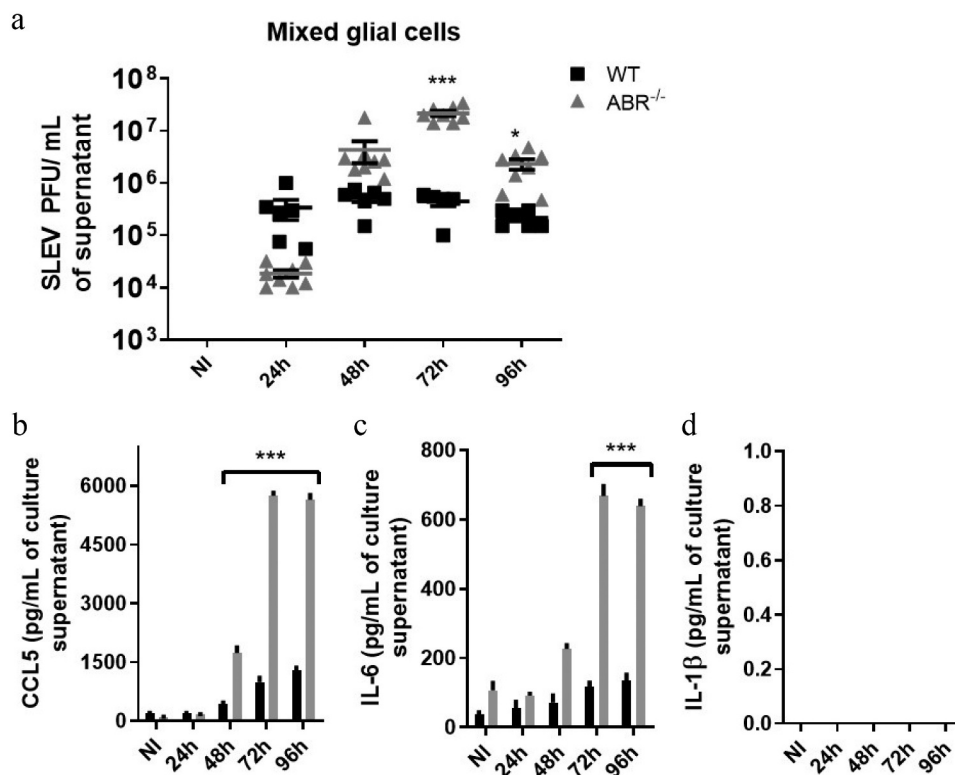 a
Mixed glial cells
SLEV PFU/ mL
of supernatant
10⁸
10⁷
10⁶
10⁵
10⁴
10³
***
*
WT
ABR⁻/⁻
NI
24h
48h
72h
96h
b
CCL5 (pg/mL of culture
supernatant)
6000
4500
3000
1500
0
***
NI
24h
48h
72h
96h
c
IL-6 (pg/mL of culture
supernatant)
800
600
400
200
0
***
NI
24h
48h
72h
96h
d
IL-1β (pg/mL of culture
supernatant)
1.0
0.8
0.6
0.4
0.2
0.0
NI
24h
48h
72h
96h